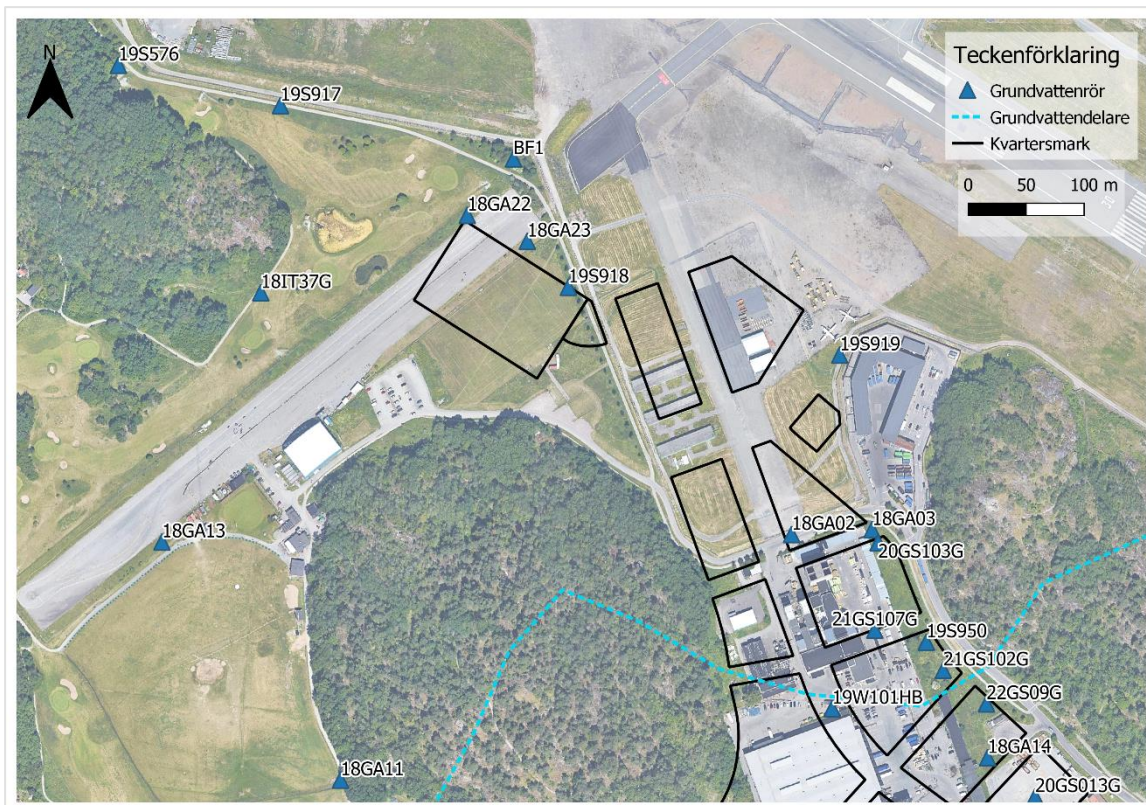 N
Teckenförklaring
Grundvattenrör
Grundvattendelare
Kvartersmark
0 50 100 m
19S576
19S917
BF1
18GA22
18GA23
18IT37G
19S918
19S919
18GA13
18GA02
18GA03
20GS103G
21GS107G
19S950
21GS102G
22GS09G
19W101HB
18GA14
18GA11
20GS013G